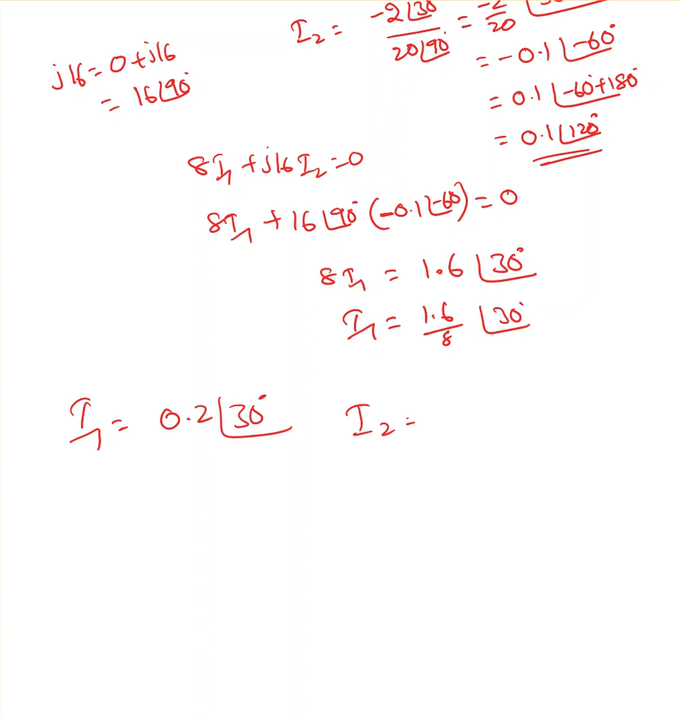 I₂ = -2∠30° / 20∠90° = -2/20
= -0.1 ∠-60°
= 0.1 ∠-60°+180°
= 0.1∠120°
j16 = 0+j16
= 16∠90°
8I₁ + j16 I₂ = 0
8I₁ + 16∠90° (-0.1∠-60°) = 0
8I₁ = 1.6 ∠30°
I₁ = 1.6/8 ∠30°
I₁ = 0.2∠30° I₂ =